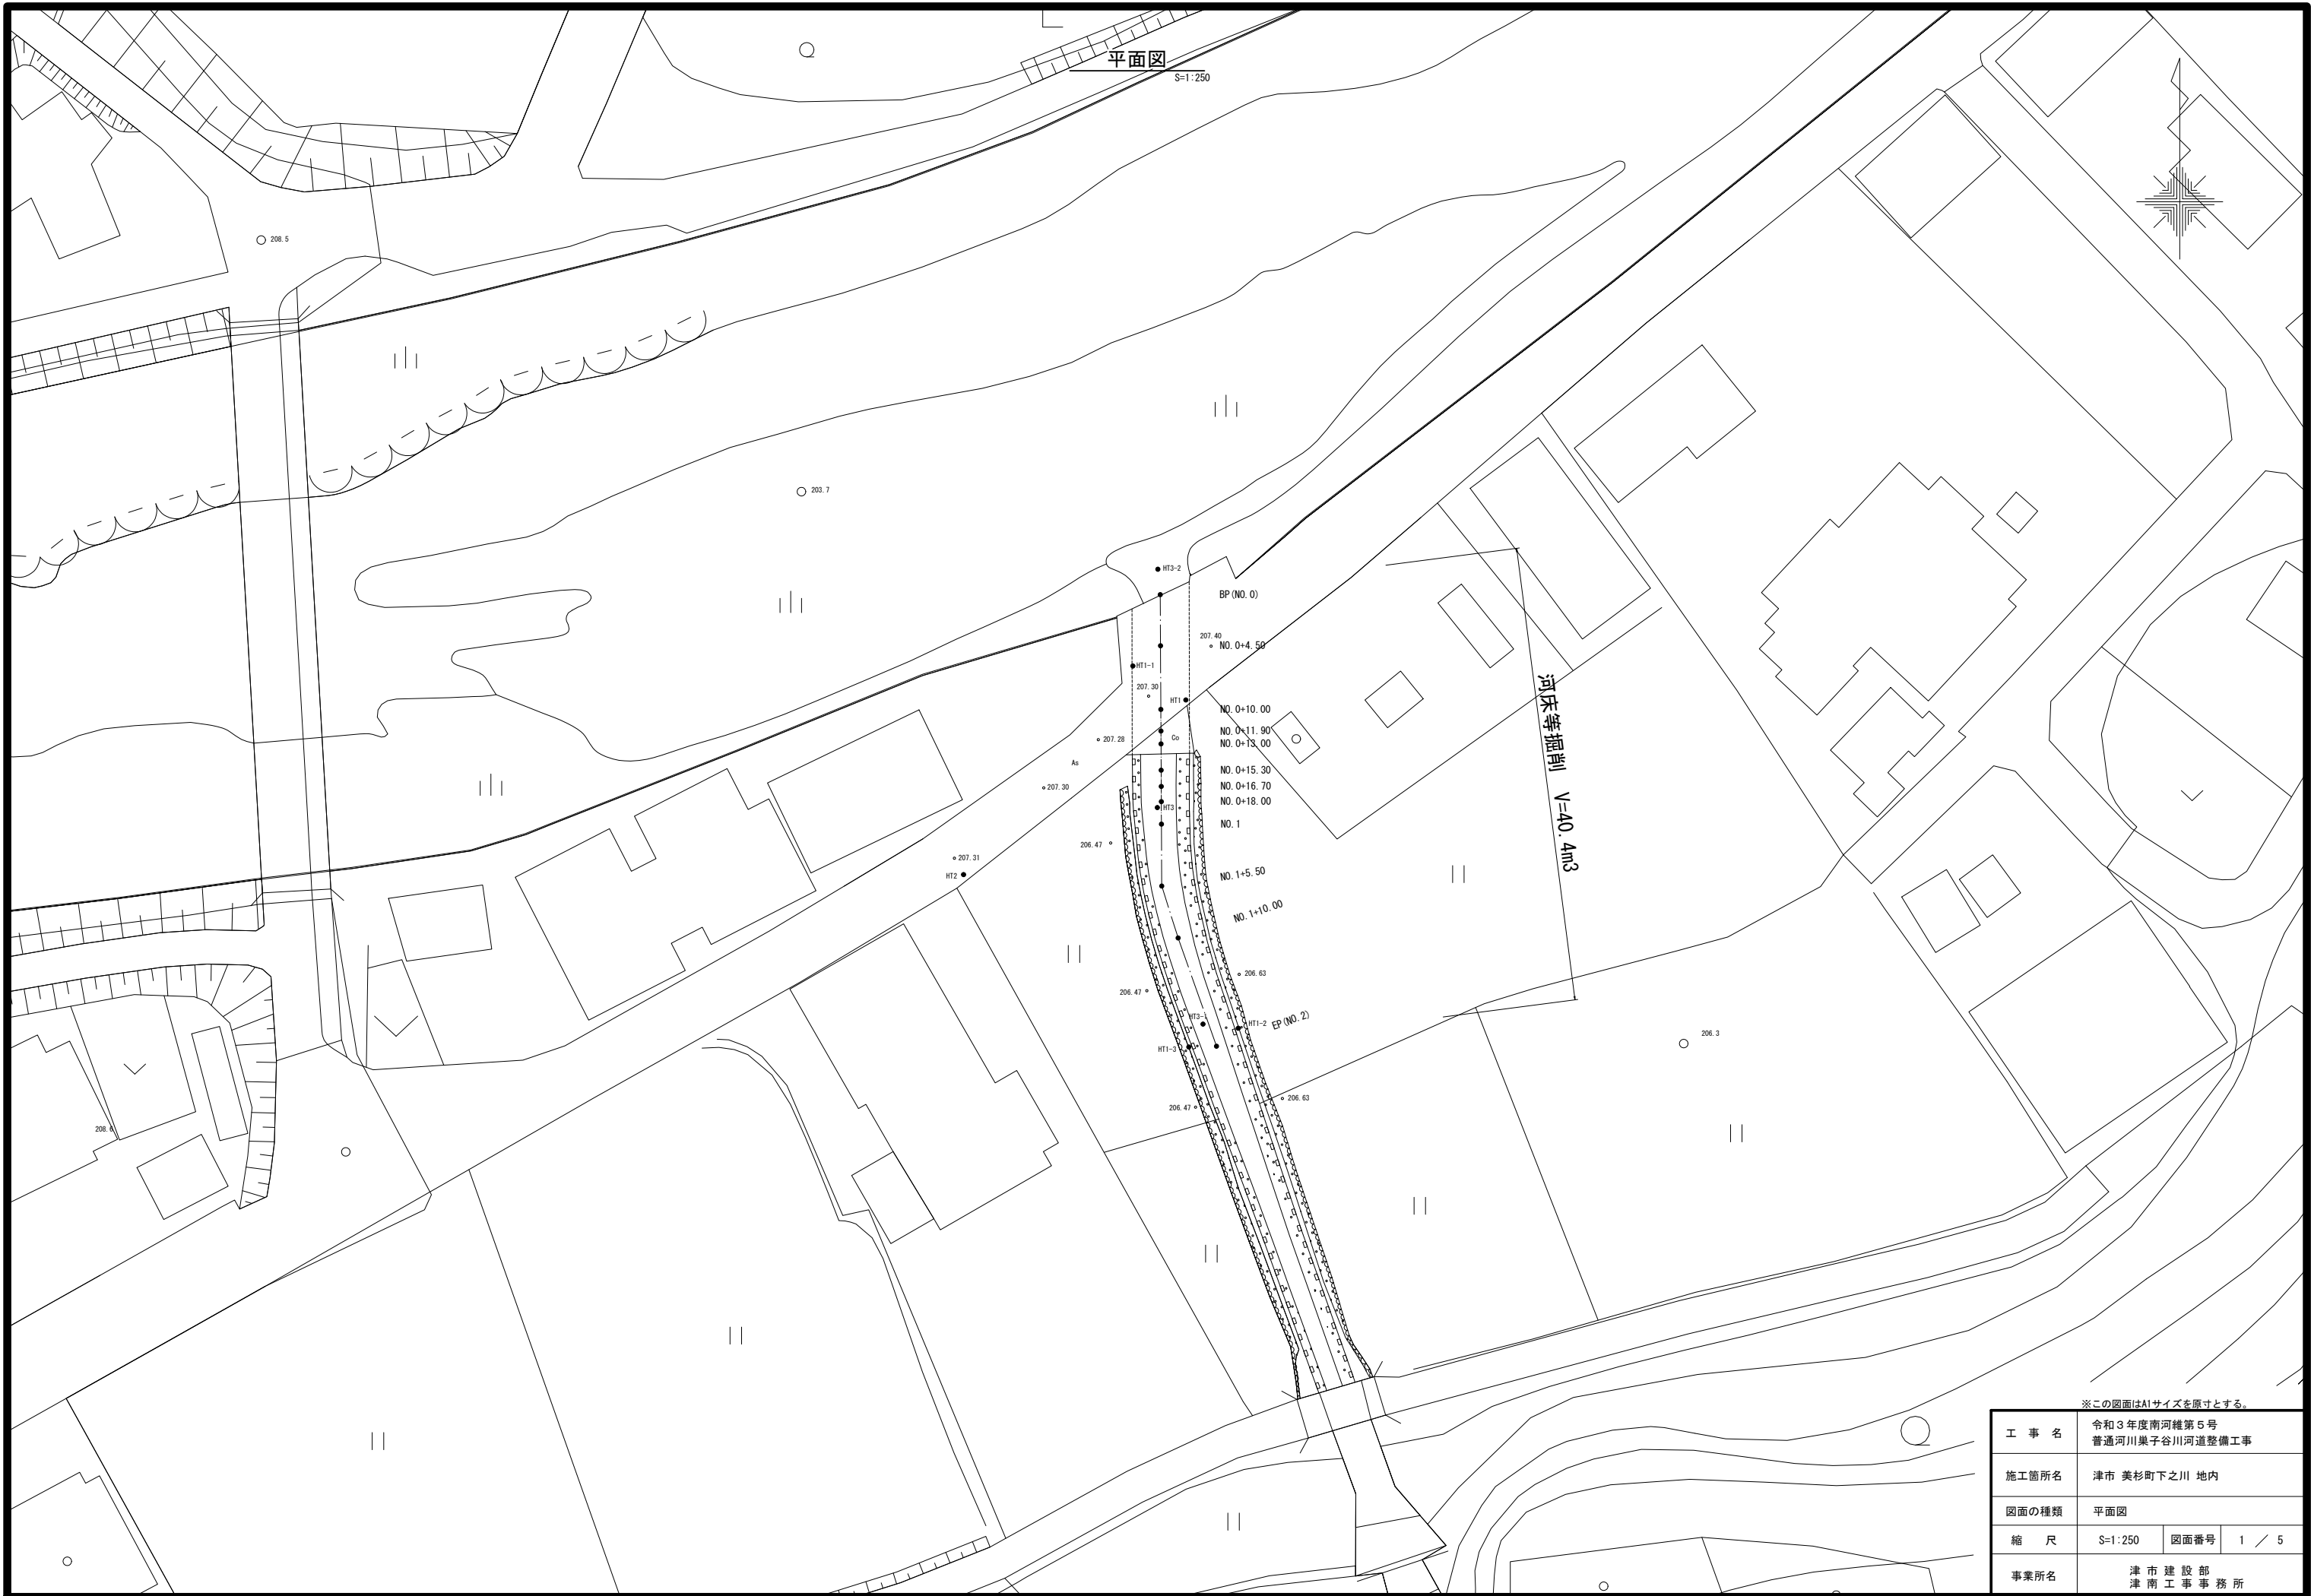 平面図
S=1:250
208.5
203.7
HT3-2
BP(NO.0)
207.40
NO.0+4.50
HT1-1
207.30
HT1
NO.0+10.00
NO.0+11.90
Co
207.28
NO.0+13.00
As
NO.0+15.30
207.30
NO.0+16.70
NO.0+18.00
HT3
NO.1
206.47
207.31
HT2
NO.1+5.50
NO.1+10.00
河床等掘削 V=40.4m3
206.63
206.47
HT3-1
HT1-2
EP(NO.2)
HT1-3
206.3
206.63
206.47
208.6
※この図面はA1サイズを原寸とする。
工事名 令和3年度南河維第5号
普通河川巣子谷川河道整備工事
施工箇所名 津市 美杉町下之川 地内
図面の種類 平面図
縮尺 S=1:250 図面番号 1 / 5
事業所名 津市建設部
津南工事事務所